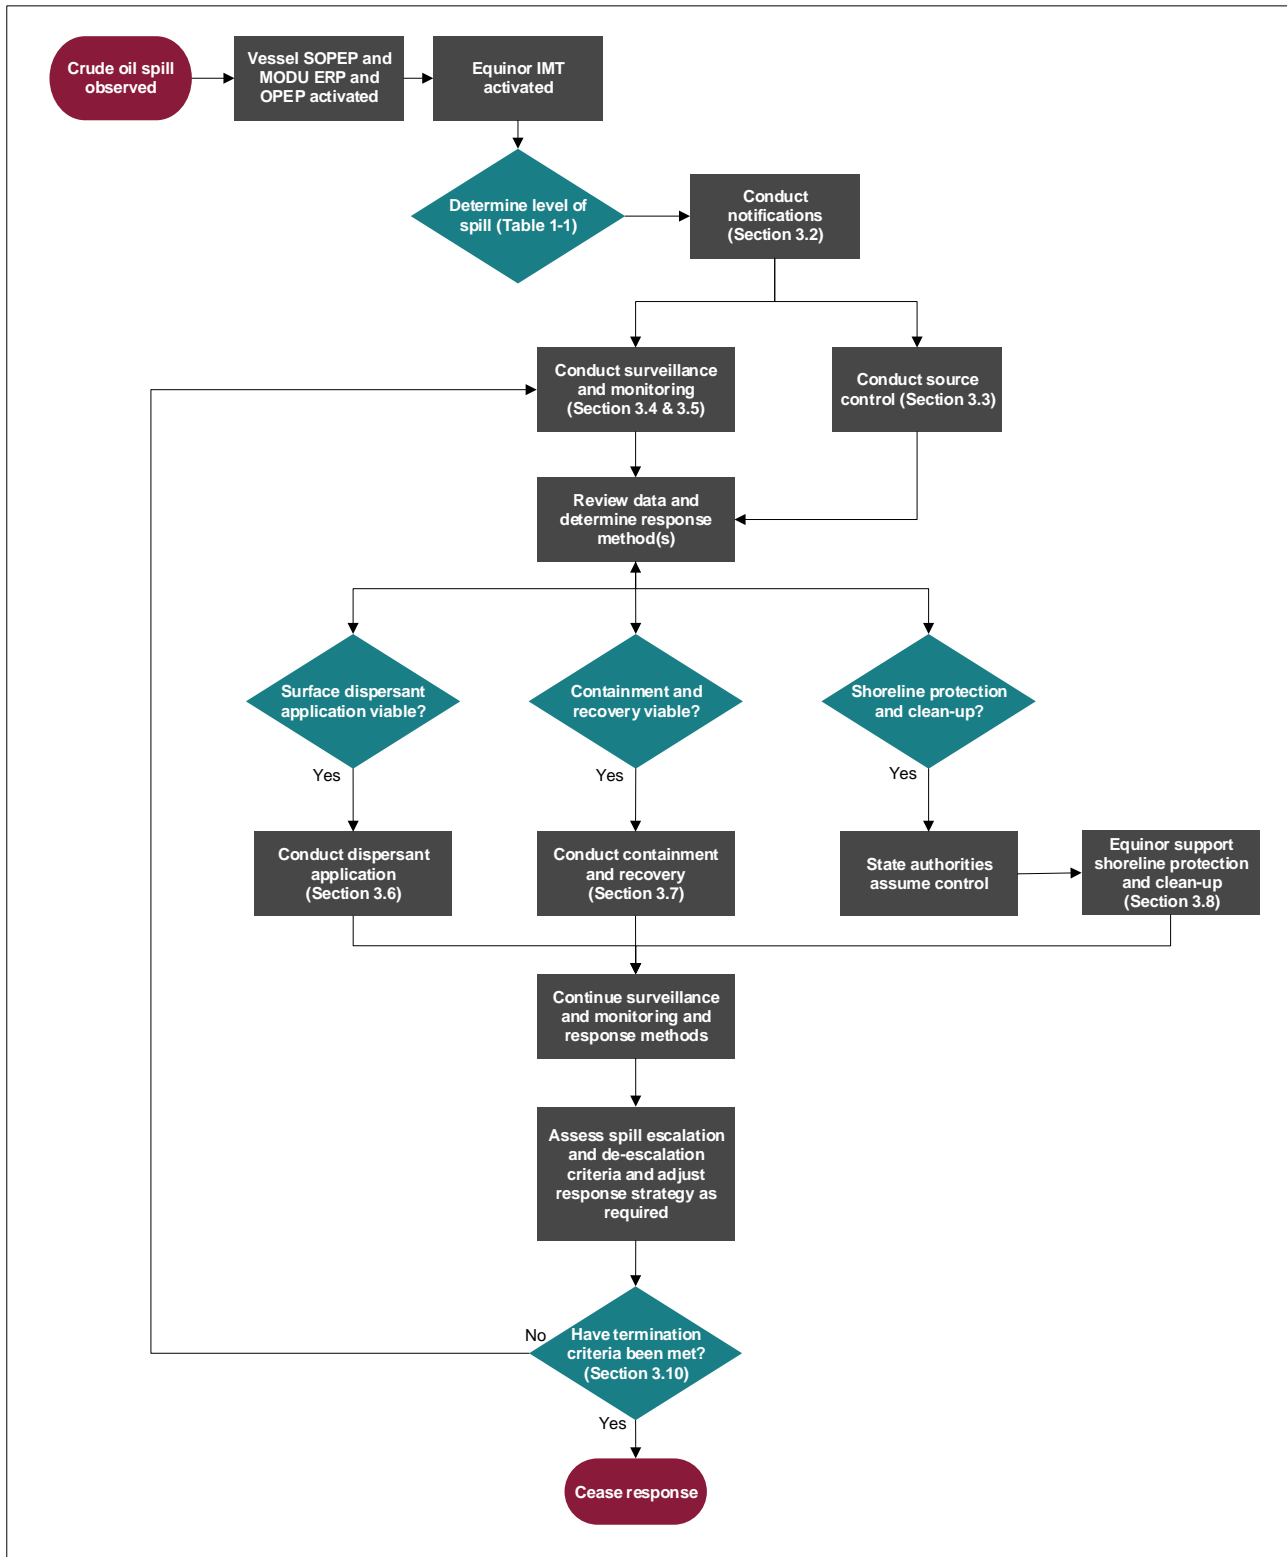 Crude oil spill
observed
Vessel SOPEP and
MODU ERP and
OPEP activated
Equinor IMT
activated
Determine level of
spill (Table 1-1)
Conduct
notifications
(Section 3.2)
Conduct surveillance
and monitoring
(Section 3.4 & 3.5)
Conduct source
control (Section 3.3)
Review data and
determine response
method(s)
Surface dispersant
application viable?
Containment and
recovery viable?
Shoreline protection
and clean-up?
Yes
Yes
Yes
Conduct dispersant
application
(Section 3.6)
Conduct containment
and recovery
(Section 3.7)
State authorities
assume control
Equinor support
shoreline protection
and clean-up
(Section 3.8)
Continue surveillance
and monitoring and
response methods
Assess spill escalation
and de-escalation
criteria and adjust
response strategy as
required
No
Have termination
criteria been met?
(Section 3.10)
Yes
Cease response